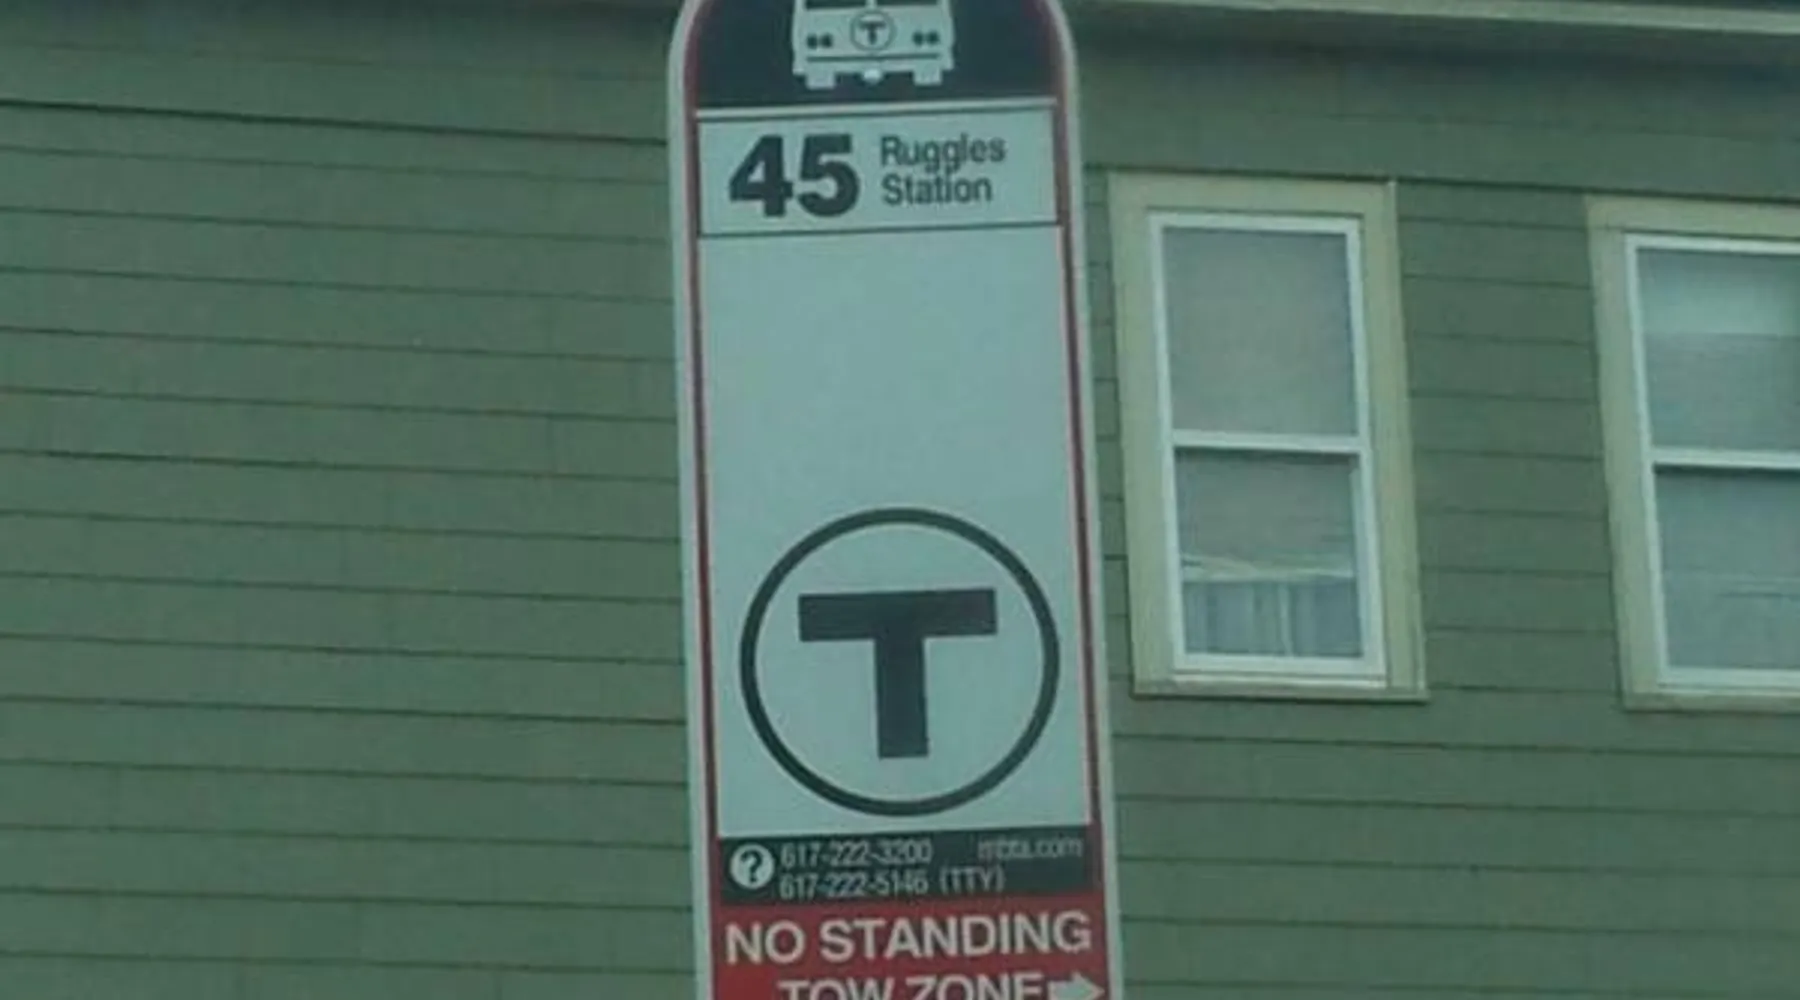 T
45 Ruggles
Station
T
? 617-222-3200 mbta.com
617-222-5146 (TTY)
NO STANDING
TOW ZONE